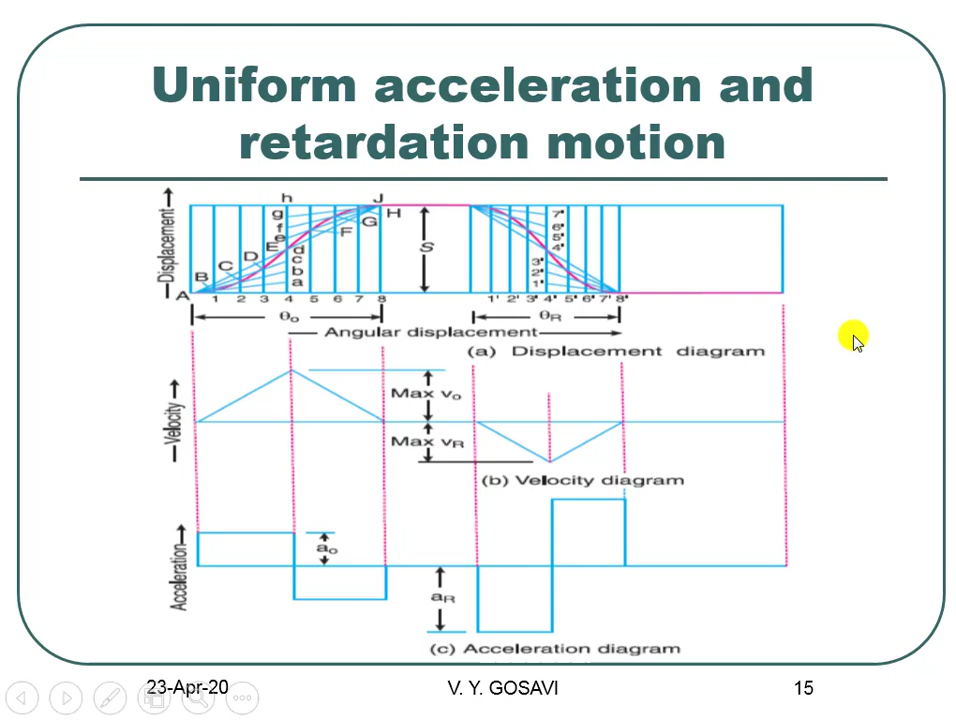 Uniform acceleration and
retardation motion
Displacement
h J
g H
f G
e F
E d
D c
C b
B a
A 1 2 3 4 5 6 7 8
S
7'
6'
5'
4'
3'
2'
1'
1' 2' 3' 4' 5' 6' 7' 8'
θo θR
Angular displacement
(a) Displacement diagram
Velocity
Max vo
Max vR
(b) Velocity diagram
Acceleration
ao
aR
(c) Acceleration diagram
23-Apr-20 V. Y. GOSAVI 15